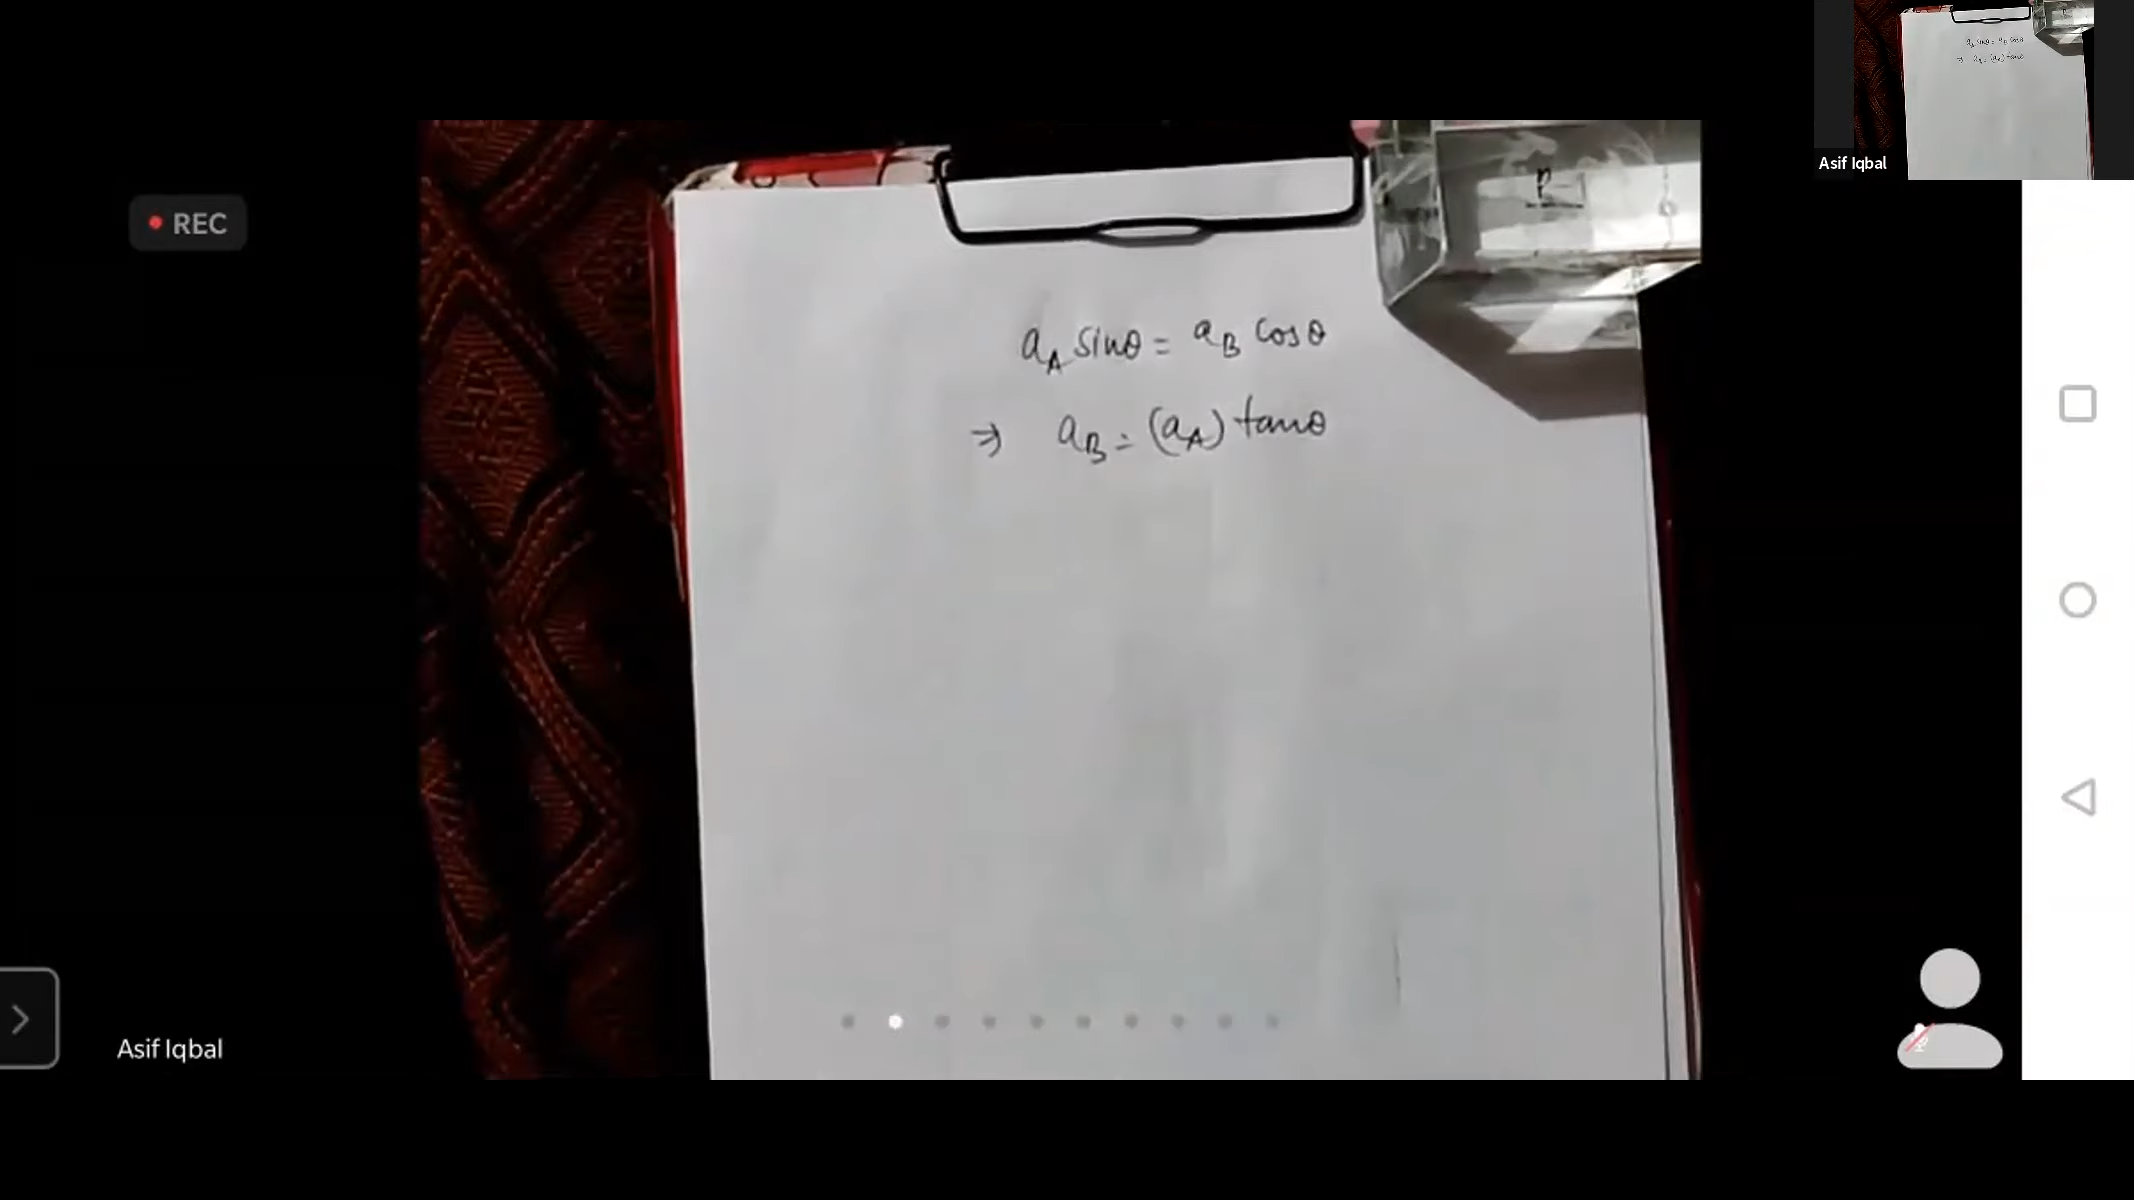 Asif Iqbal
REC
P
a_A sinθ = a_B cosθ
⇒ a_B = (a_A) tanθ
Asif Iqbal